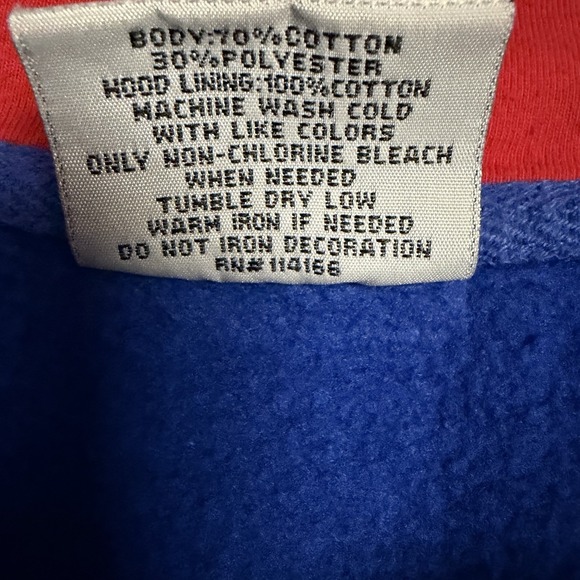 BODY:70%COTTON
30%POLYESTER
HOOD LINING:100%COTTON
MACHINE WASH COLD
WITH LIKE COLORS
ONLY NON-CHLORINE BLEACH
WHEN NEEDED
TUMBLE DRY LOW
WARM IRON IF NEEDED
DO NOT IRON DECORATION
RN#114166